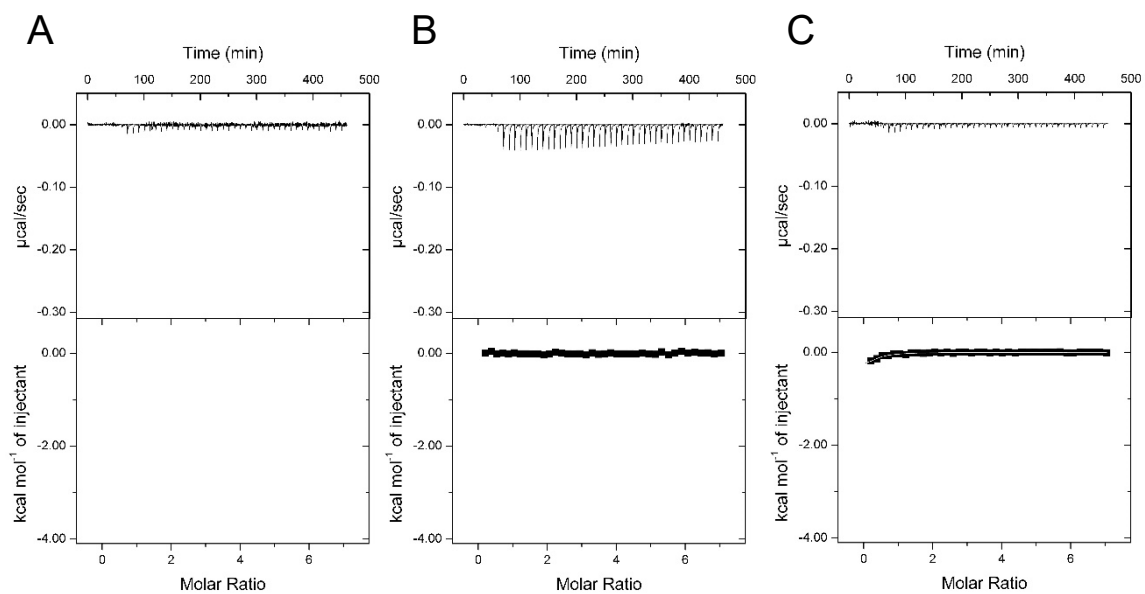 A
Time (min)
0 100 200 300 400 500
0.00
-0.10
-0.20
-0.30
µcal/sec
0.00
-2.00
-4.00
kcal mol⁻¹ of injectant
0 2 4 6
Molar Ratio
B
Time (min)
0 100 200 300 400 500
0.00
-0.10
-0.20
-0.30
µcal/sec
0.00
-2.00
-4.00
kcal mol⁻¹ of injectant
0 2 4 6
Molar Ratio
C
Time (min)
0 100 200 300 400 500
0.00
-0.10
-0.20
-0.30
µcal/sec
0.00
-2.00
-4.00
kcal mol⁻¹ of injectant
0 2 4 6
Molar Ratio